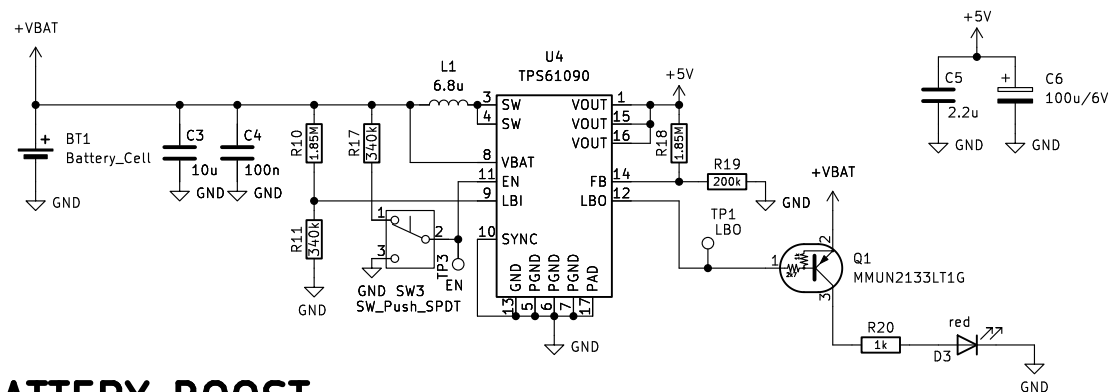 +VBAT
BT1
Battery_Cell
GND
C3
10u
GND
C4
100n
GND
R10
1.85M
R11
340k
GND
R17
340k
L1
6.8u
1
2
3
GND
SW3
SW_Push_SPDT
TP3
EN
U4
TPS61090
3
SW
4
SW
8
VBAT
11
EN
9
LBI
10
SYNC
VOUT
1
VOUT
15
VOUT
16
FB
14
LBO
12
GND
PGND
PGND
PGND
PAD
13
5
6
7
17
GND
+5V
R18
1.85M
R19
200k
GND
TP1
LBO
+VBAT
1
2
3
2k7
Q1
MMUN2133LT1G
R20
1k
red
D3
GND
+5V
C5
2.2u
GND
+
C6
100u/6V
GND
BATTERY BOOST